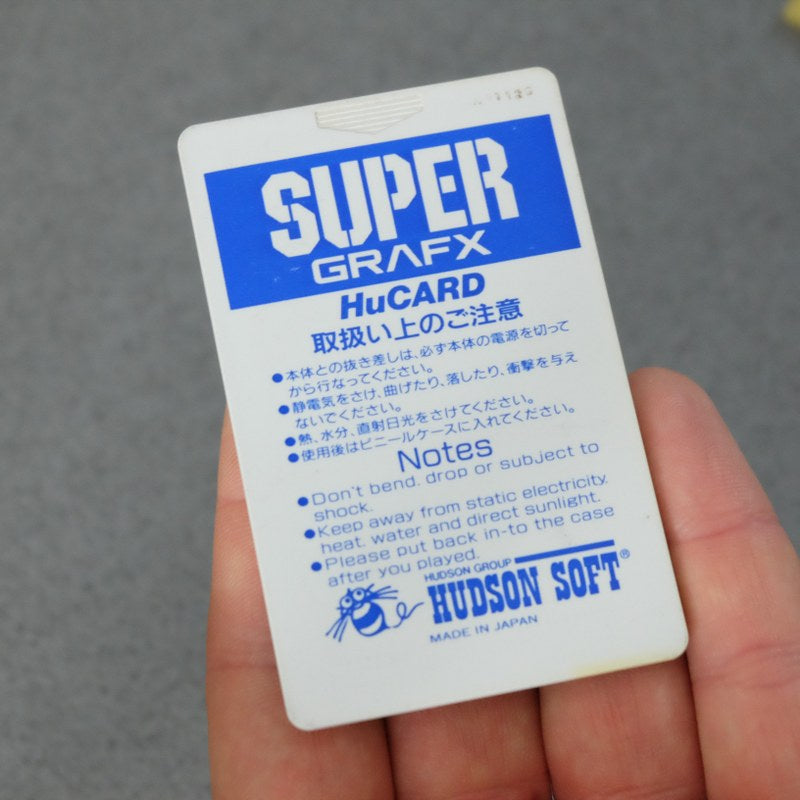 SUPER
GRAFX
HuCARD
取扱い上のご注意
●本体との抜き差しは、必ず本体の電源を切って
から行なってください。
●静電気をさけ、曲げたり、落したり、衝撃を与え
ないでください。
●熱、水分、直射日光をさけてください。
●使用後はビニールケースに入れてください。
Notes
●Don't bend, drop or subject to
shock.
●Keep away from static electricity,
heat, water and direct sunlight.
●Please put back in-to the case
after you played.
HUDSON GROUP
HUDSON SOFT®
MADE IN JAPAN